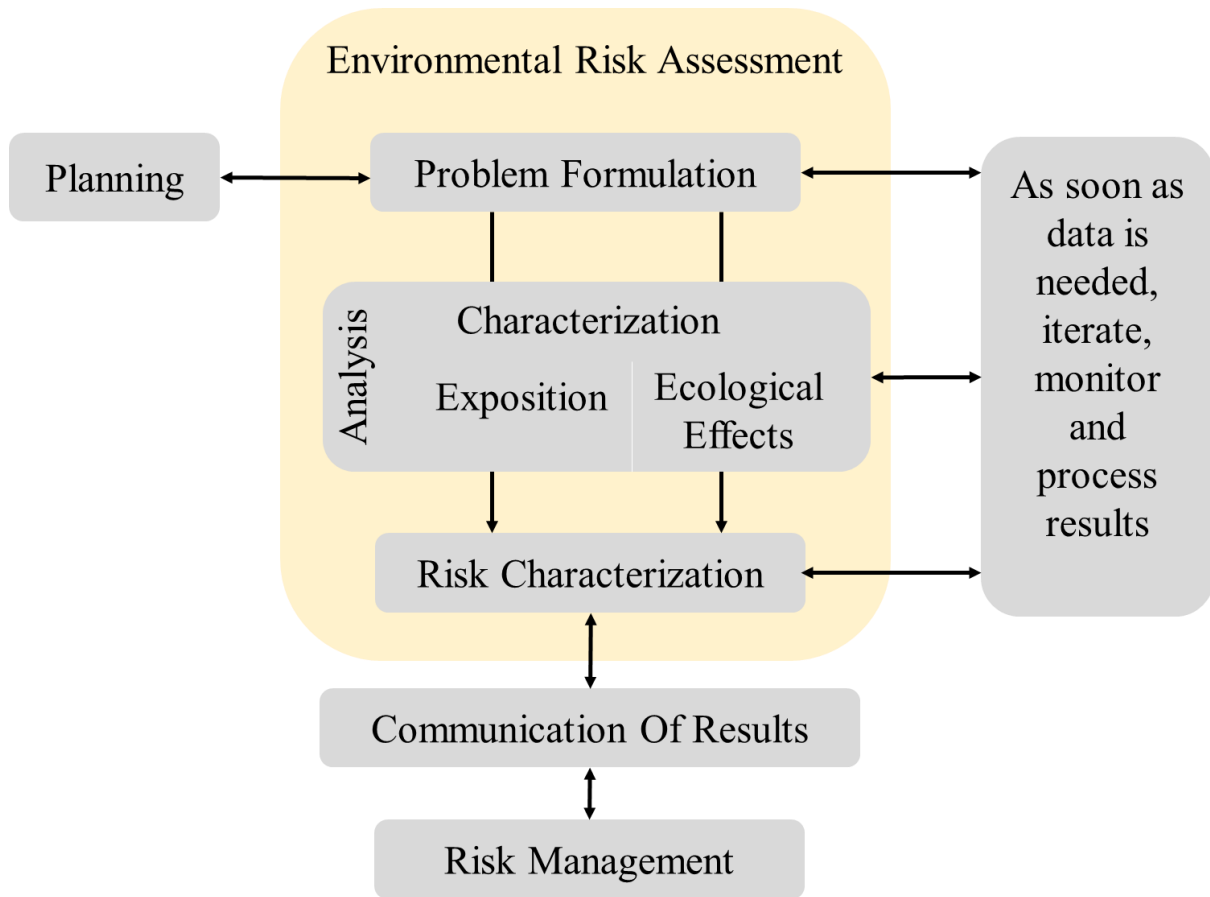 Environmental Risk Assessment
Planning
Problem Formulation
As soon as
data is
needed,
iterate,
monitor
and
process
results
Analysis
Characterization
Exposition
Ecological
Effects
Risk Characterization
Communication Of Results
Risk Management